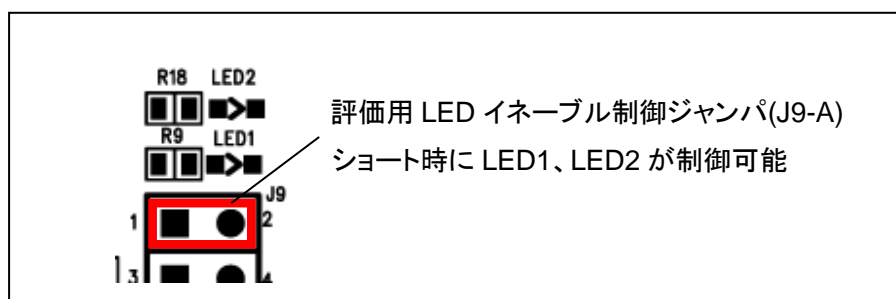 R18 LED2
R9 LED1
評価用 LED イネーブル制御ジャンパ(J9-A)
ショート時に LED1、LED2 が制御可能
J9
1 2
3 4